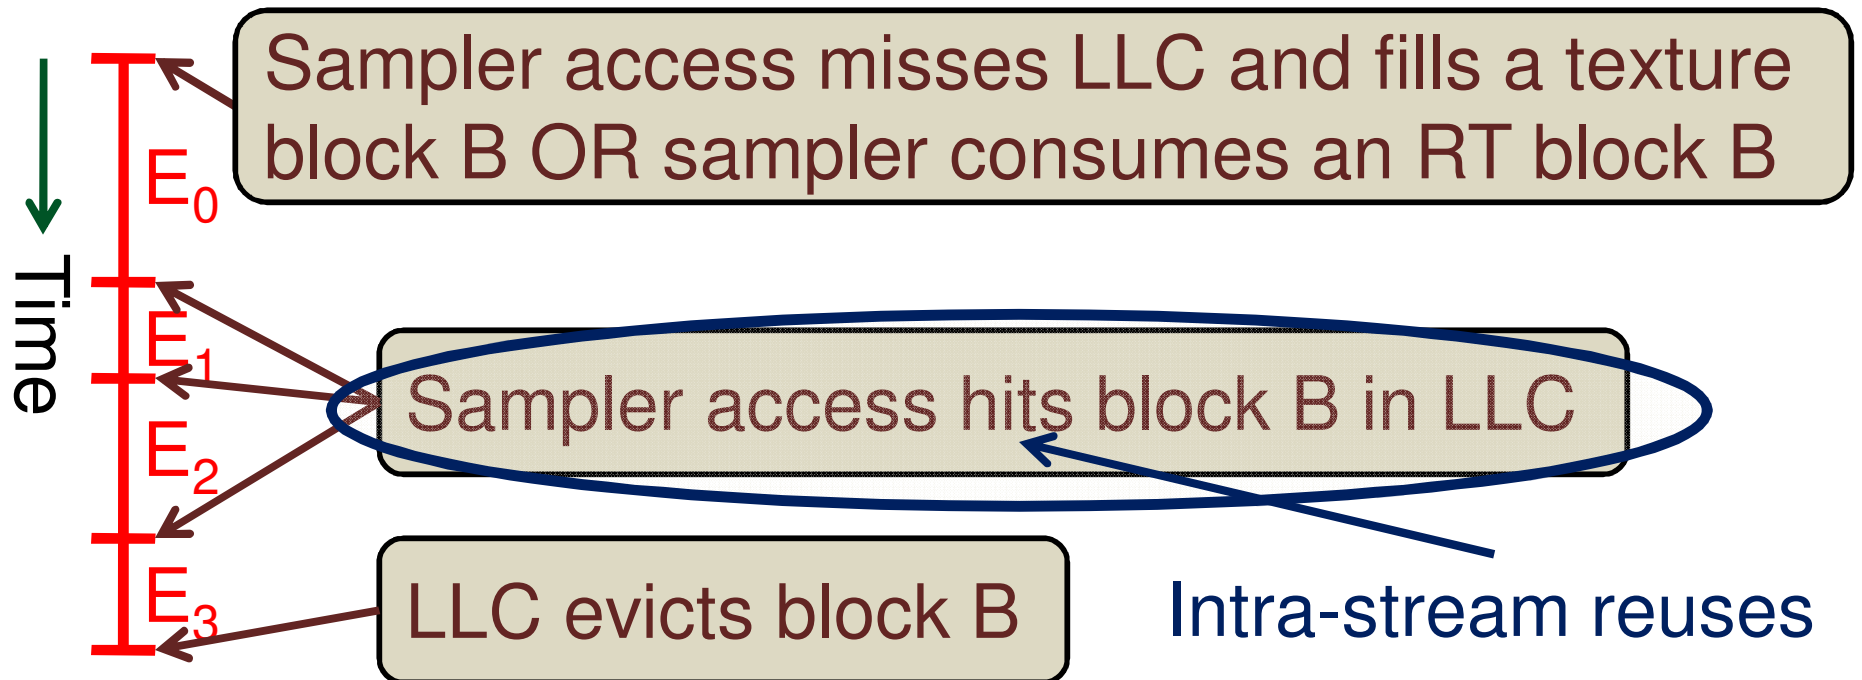 Sampler access misses LLC and fills a texture
block B OR sampler consumes an RT block B
E₀
Time
E₁
Sampler access hits block B in LLC
E₂
E₃
LLC evicts block B
Intra-stream reuses